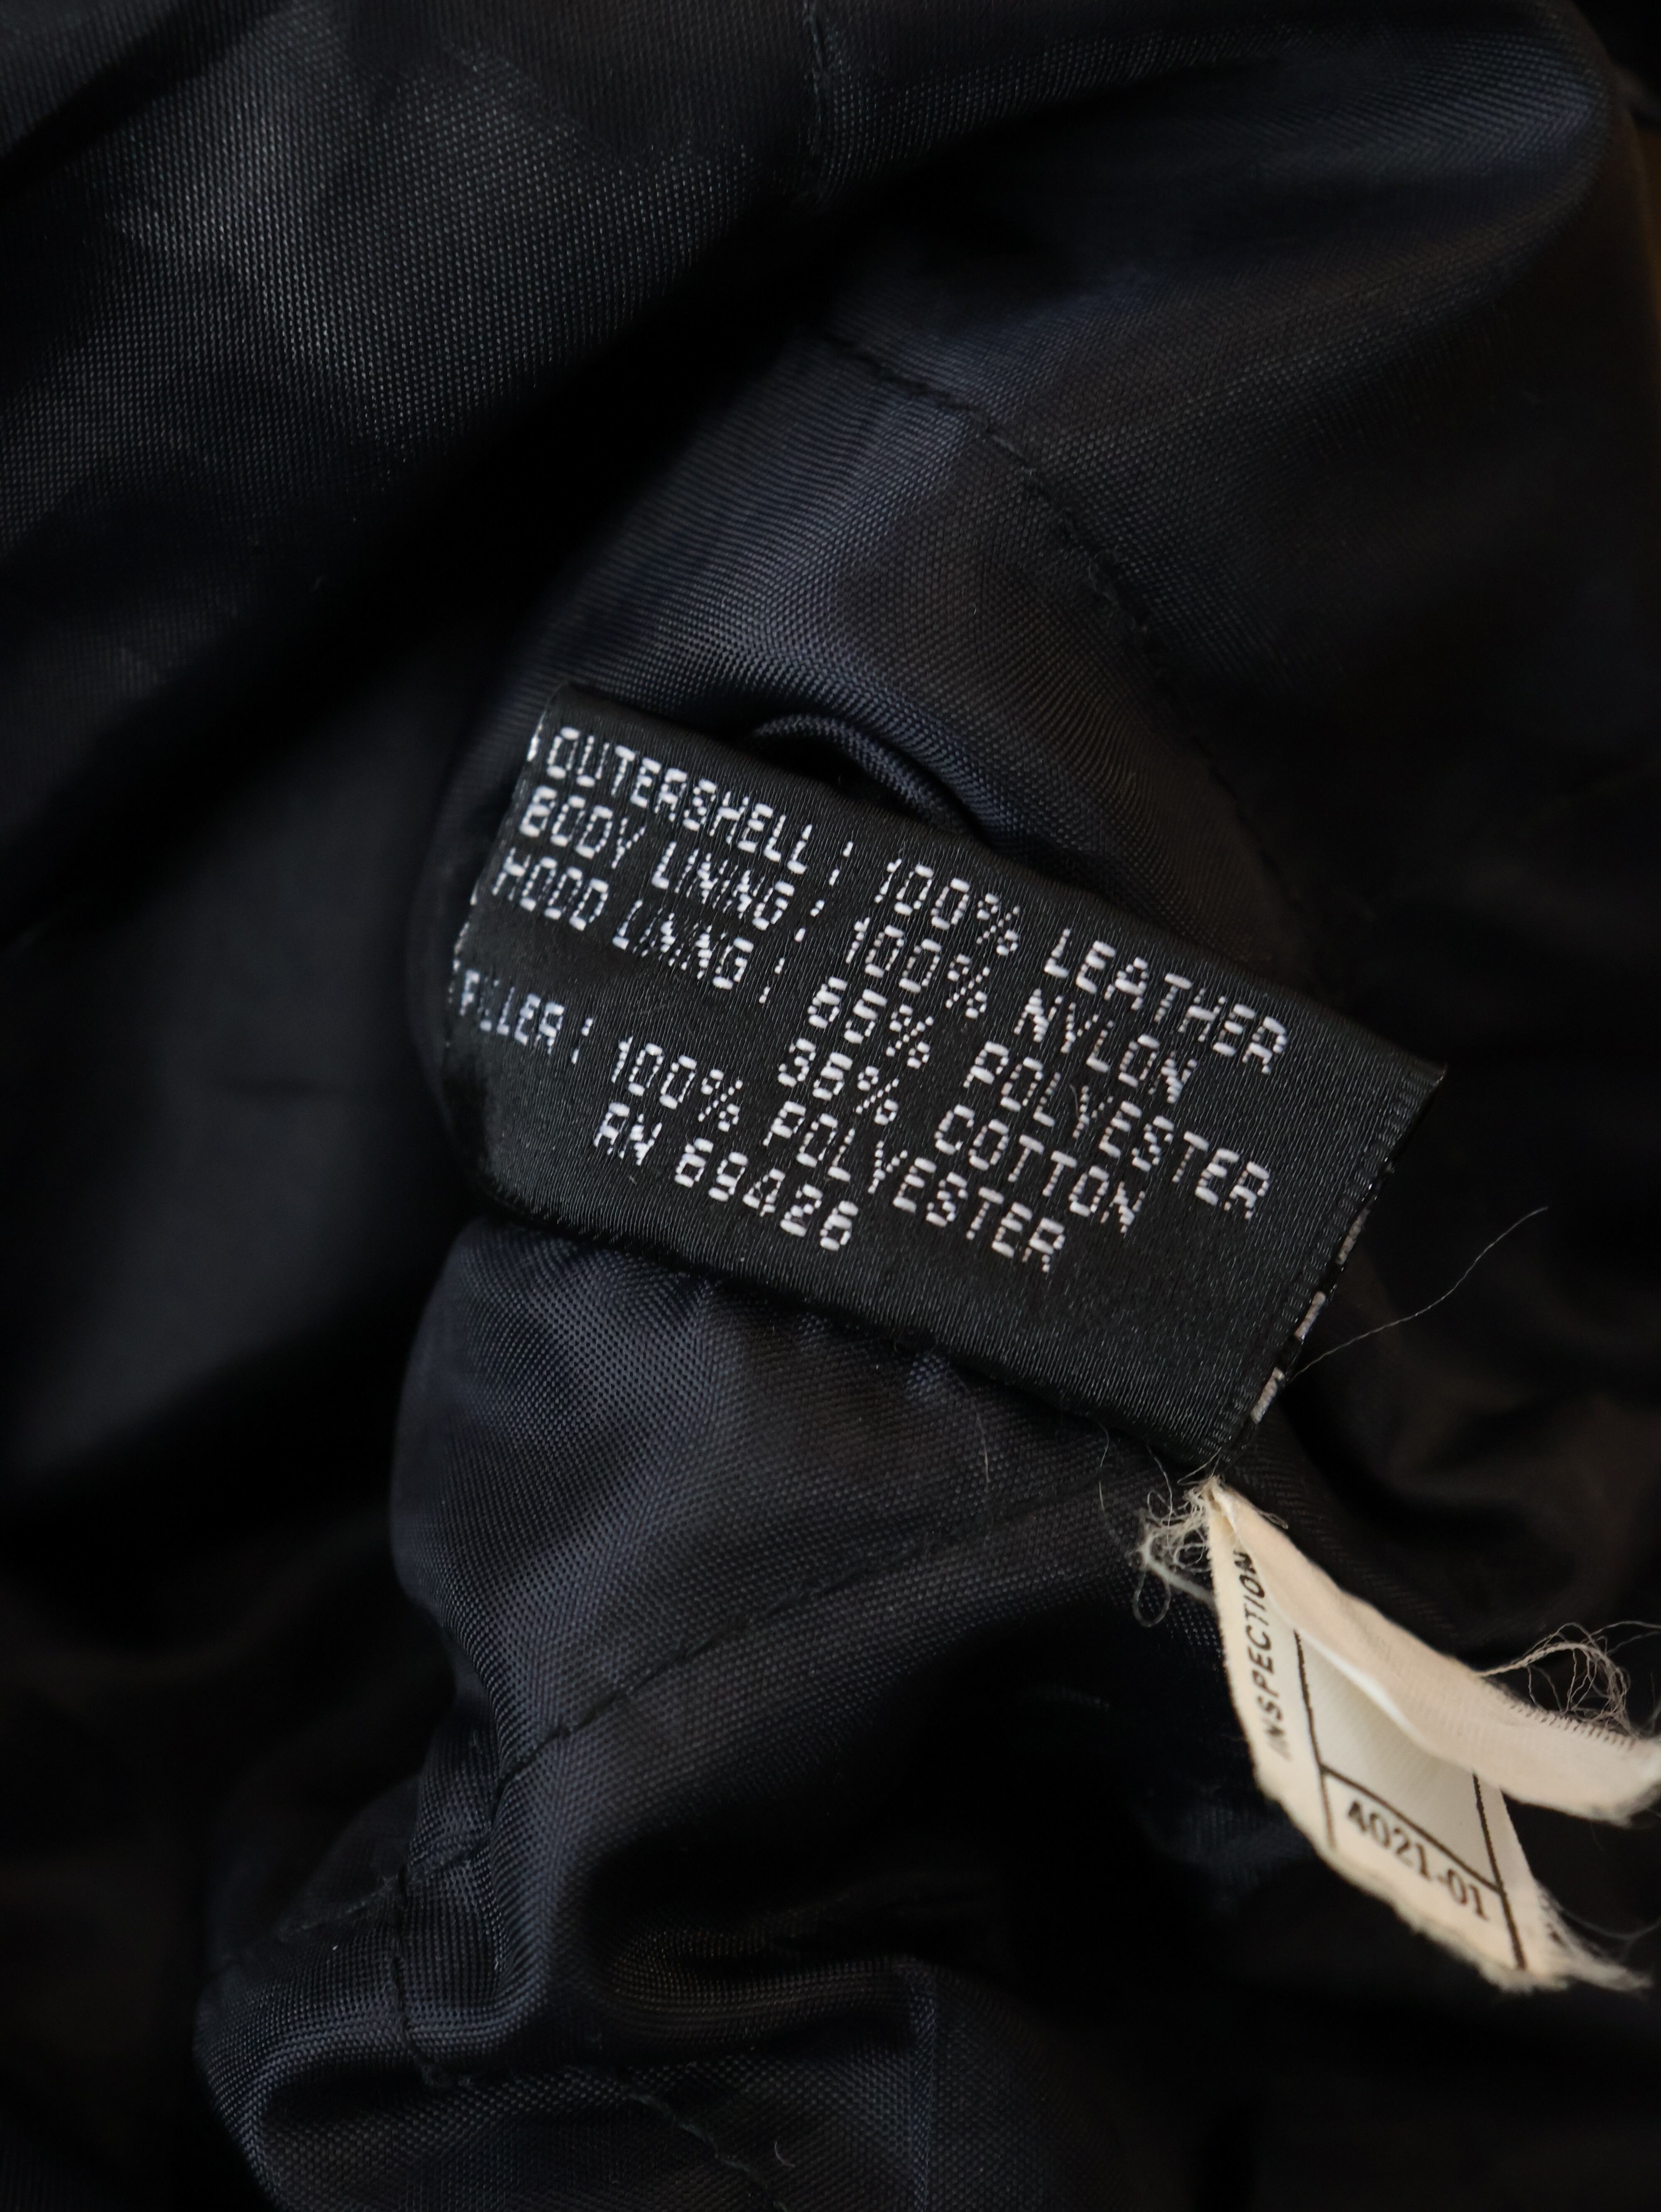 OUTERSHELL : 100% LEATHER
BODY LINING : 100% NYLON
HOOD LINING : 65% POLYESTER
35% COTTON
FILLER : 100% POLYESTER
RN 69426
INSPECTION
4021-01